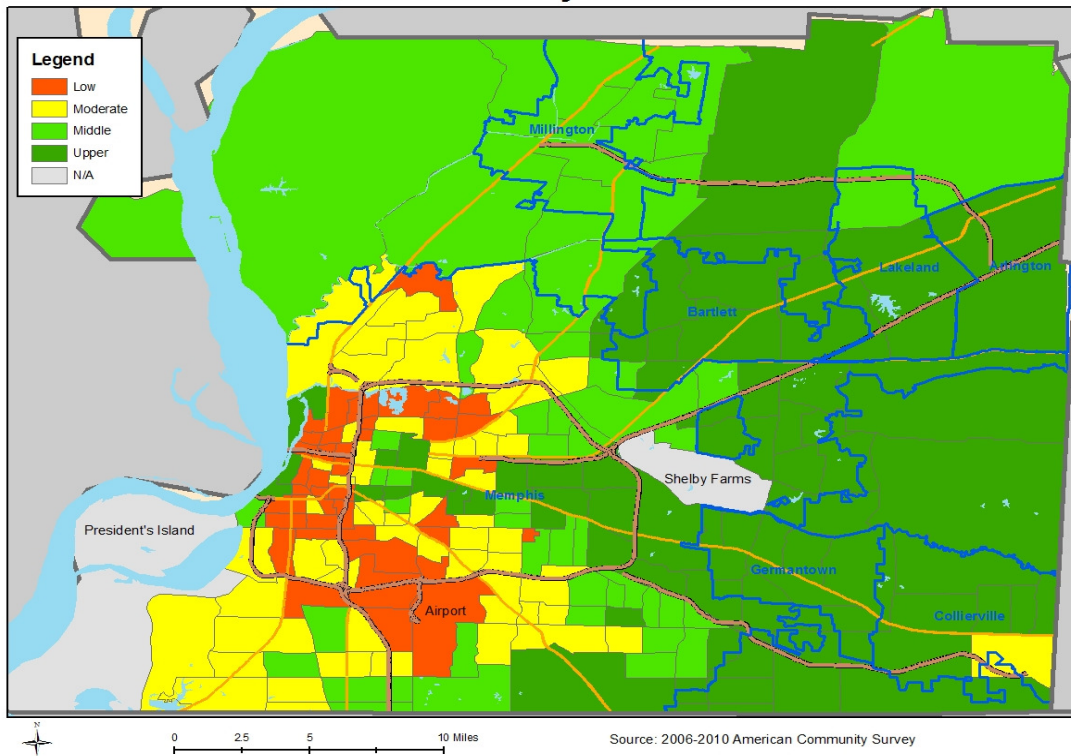 Legend
Low
Moderate
Middle
Upper
N/A
Millington
Lakeland
Arlington
Bartlett
Shelby Farms
Memphis
President's Island
Germantown
Airport
Collierville
N
0 2.5 5 10 Miles
Source: 2006-2010 American Community Survey